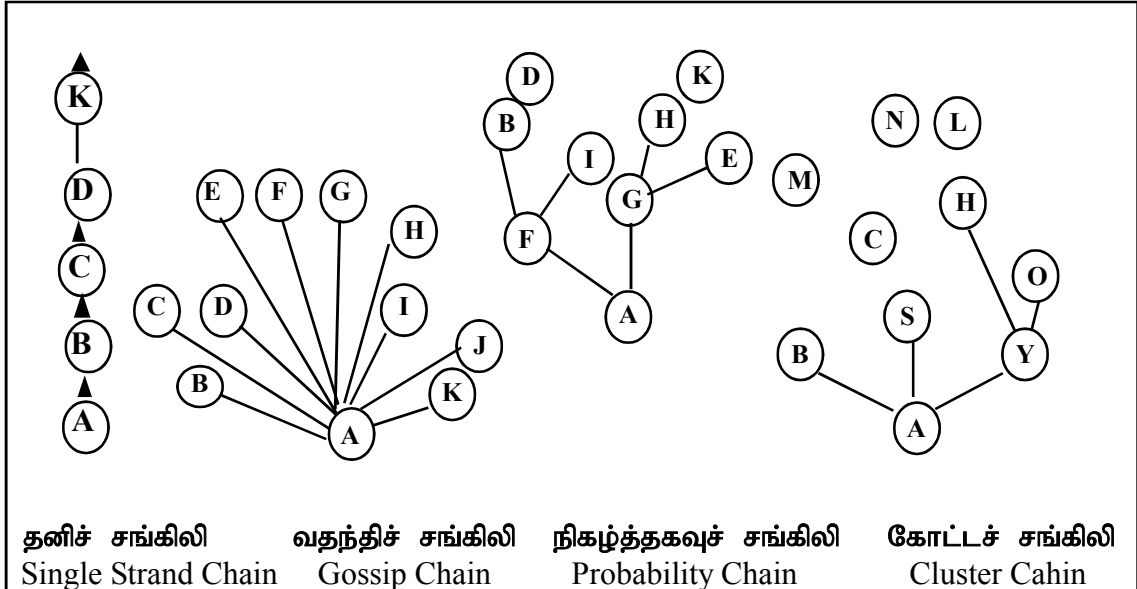 K
D
C
B
A
E F G
H
C D I
J
B K
A
D K
B H
I E
G
F
A
N L
M H
C
O
S
B Y
A
தனிச் சங்கிலி வதந்திச் சங்கிலி நிகழ்த்தகவுச் சங்கிலி கோட்டச் சங்கிலி
Single Strand Chain Gossip Chain Probability Chain Cluster Cahin